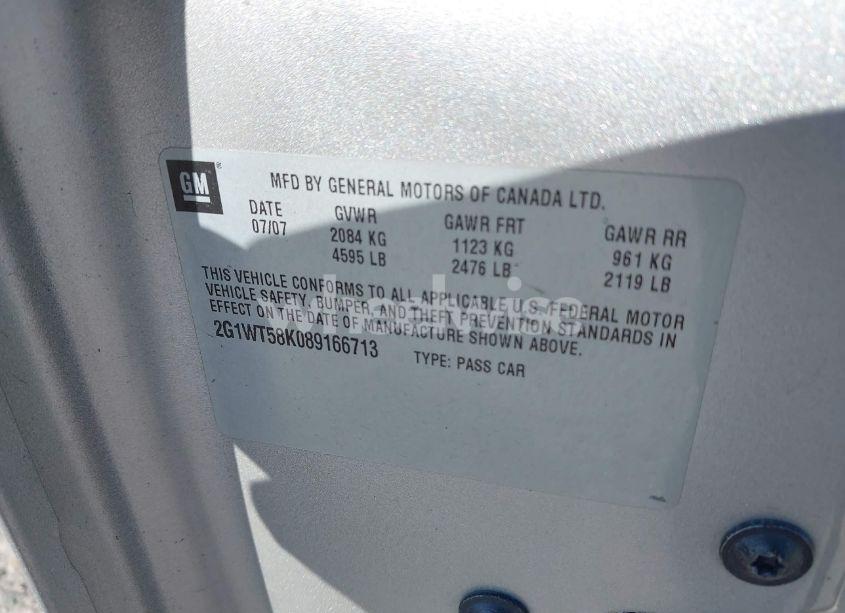 GM
MFD BY GENERAL MOTORS OF CANADA LTD.
DATE GVWR GAWR FRT GAWR RR
07/07 2084 KG 1123 KG 961 KG
4595 LB 2476 LB 2119 LB
THIS VEHICLE CONFORMS TO ALL APPLICABLE U.S. FEDERAL MOTOR
VEHICLE SAFETY, BUMPER, AND THEFT PREVENTION STANDARDS IN
EFFECT ON THE DATE OF MANUFACTURE SHOWN ABOVE.
2G1WT58K089166713 TYPE: PASS CAR